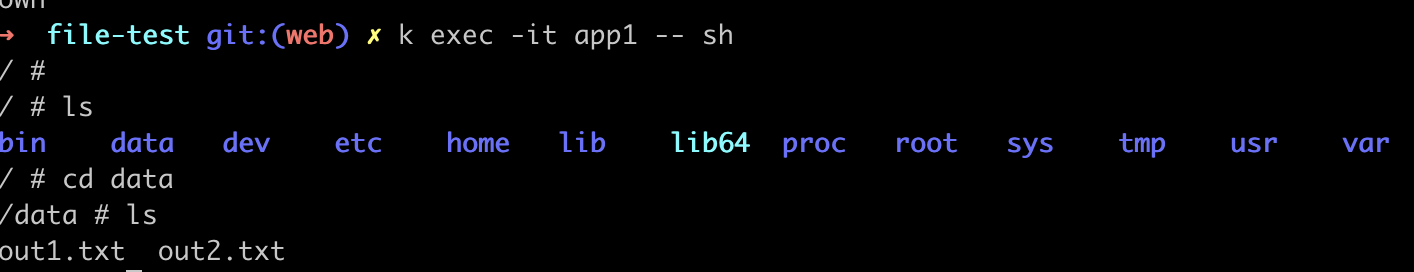 own
→ file-test git:(web) ✗ k exec -it app1 -- sh
/ #
/ # ls
bin data dev etc home lib lib64 proc root sys tmp usr var
/ # cd data
/data # ls
out1.txt out2.txt